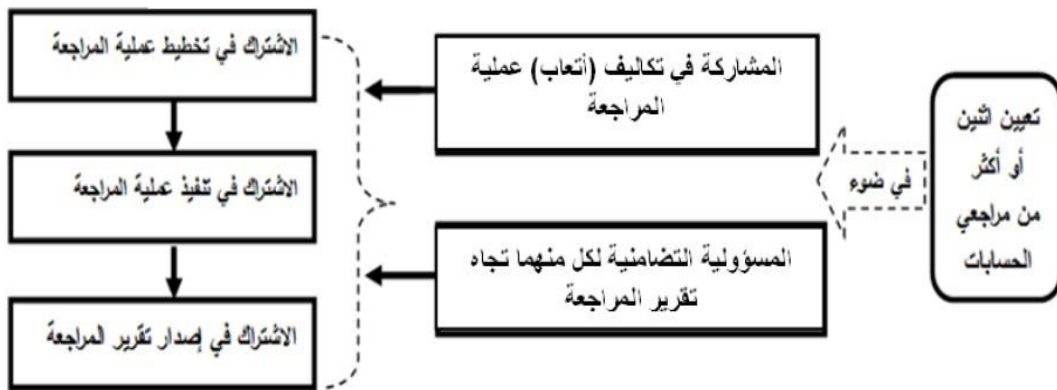 تعيين اثنين
أو أكثر
من مراجعي
الحسابات
في ضوء
المشاركة في تكاليف (أتعاب) عملية
المراجعة
المسؤولية التضامنية لكل منهما تجاه
تقرير المراجعة
الاشتراك في تخطيط عملية المراجعة
الاشتراك في تنفيذ عملية المراجعة
الاشتراك في إصدار تقرير المراجعة